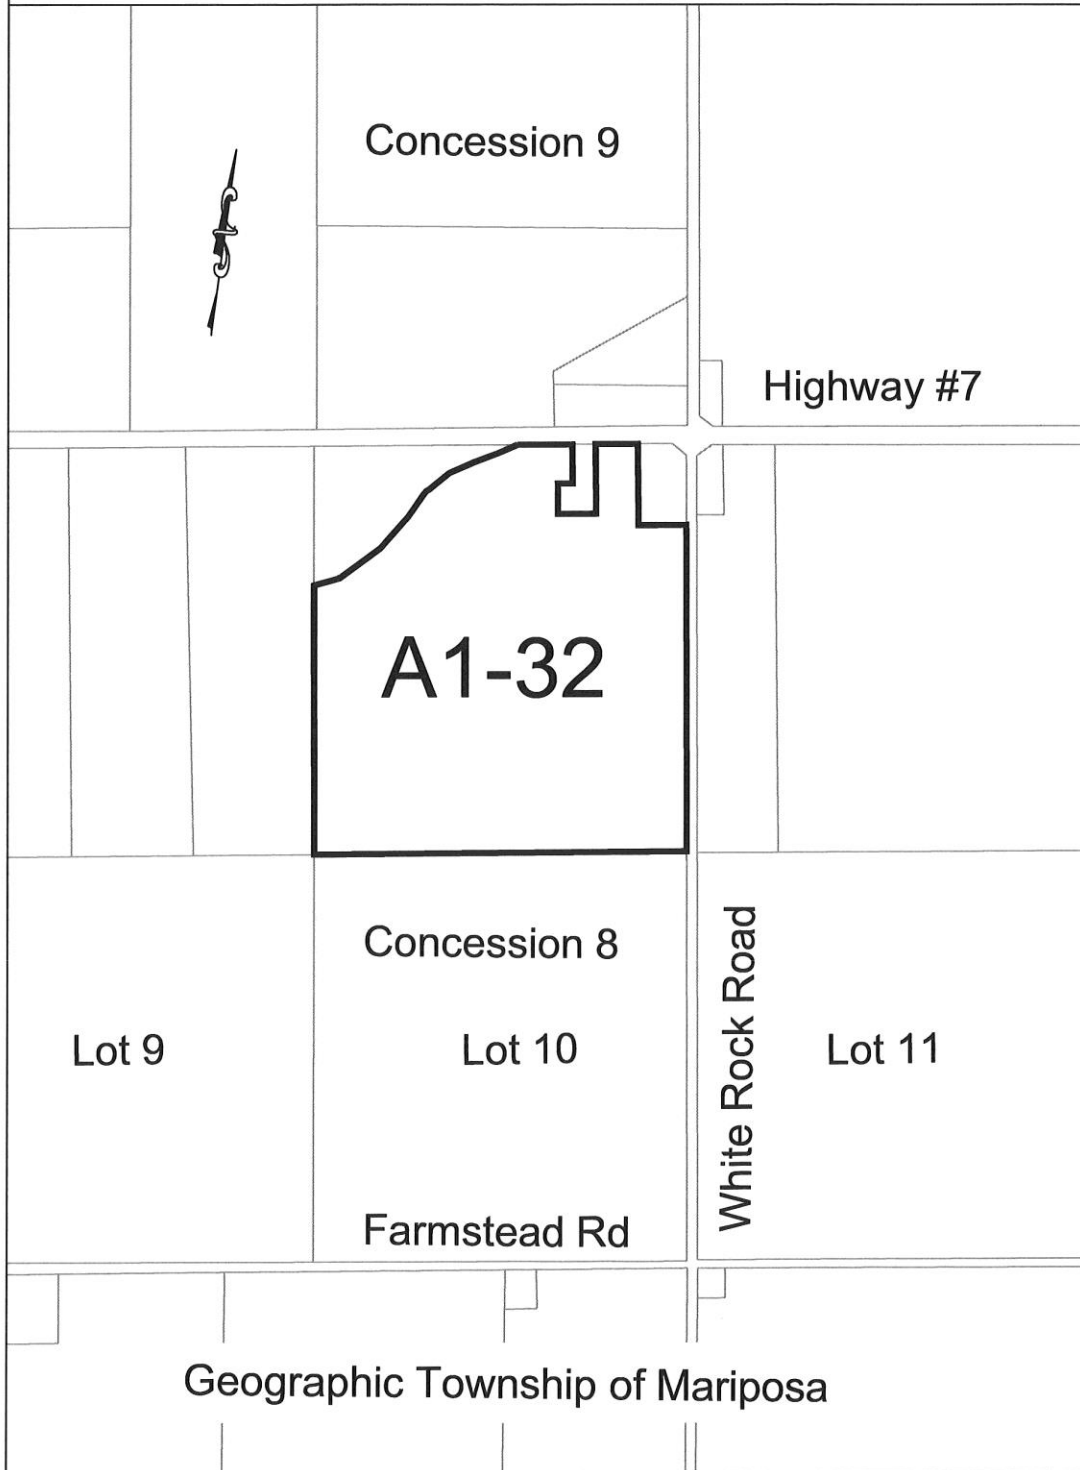 Concession 9
Highway #7
A1-32
Concession 8
Lot 9
Lot 10
Lot 11
White Rock Road
Farmstead Rd
Geographic Township of Mariposa